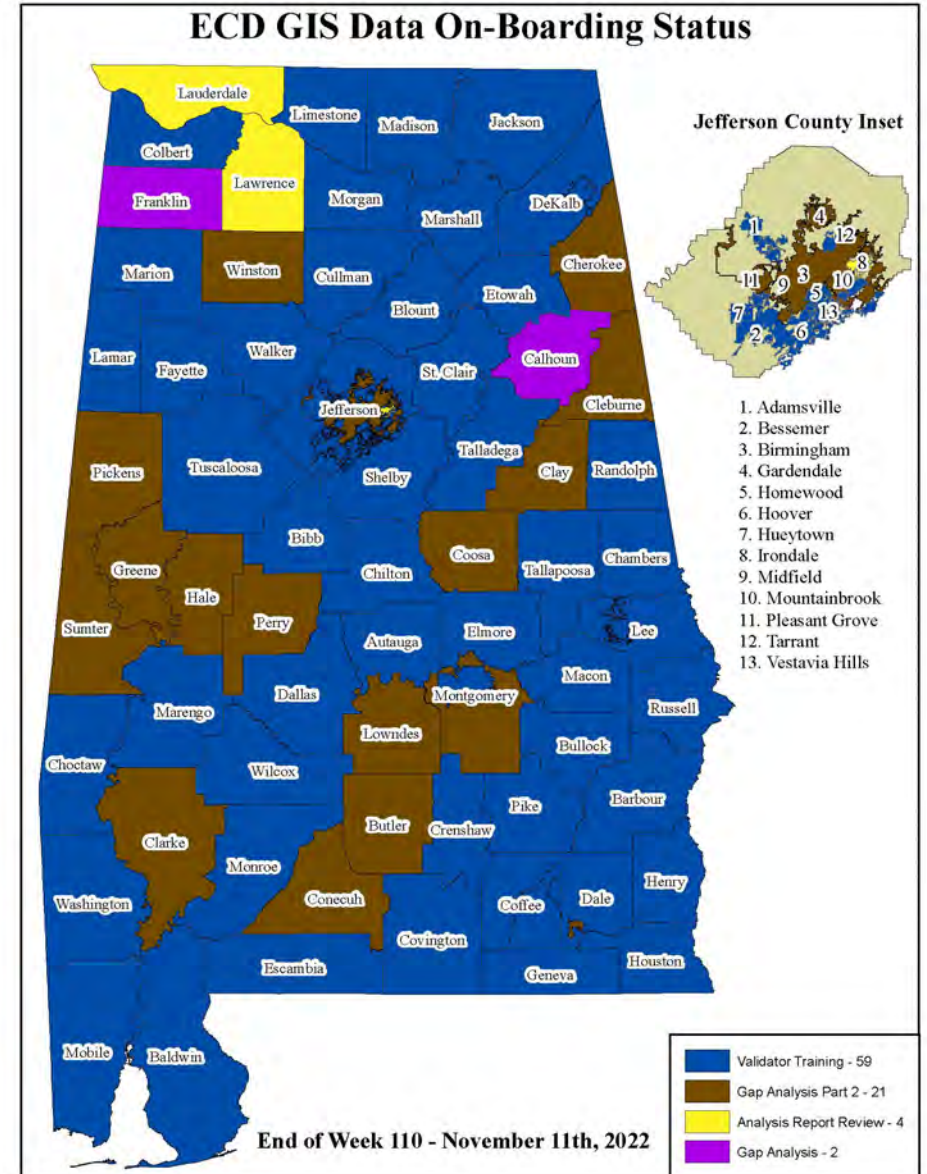 ECD GIS Data On-Boarding Status
Lauderdale
Limestone
Madison
Jackson
Colbert
Lawrence
Franklin
Morgan
Marshall
DeKalb
Marion
Winston
Cullman
Cherokee
Etowah
Blount
Lamar
Fayette
Walker
St. Clair
Calhoun
Jefferson
Cleburne
Pickens
Tuscaloosa
Shelby
Talladega
Clay
Randolph
Bibb
Chilton
Coosa
Tallapoosa
Chambers
Greene
Hale
Perry
Sumter
Autauga
Elmore
Lee
Macon
Dallas
Montgomery
Marengo
Lowndes
Russell
Bullock
Choctaw
Wilcox
Pike
Barbour
Butler
Crenshaw
Clarke
Monroe
Henry
Washington
Conecuh
Coffee
Dale
Covington
Escambia
Geneva
Houston
Mobile
Baldwin
Jefferson County Inset
4
1
12
8
3
11
9
10
5
7
13
2
6
1. Adamsville
2. Bessemer
3. Birmingham
4. Gardendale
5. Homewood
6. Hoover
7. Hueytown
8. Irondale
9. Midfield
10. Mountainbrook
11. Pleasant Grove
12. Tarrant
13. Vestavia Hills
Validator Training - 59
Gap Analysis Part 2 - 21
Analysis Report Review - 4
Gap Analysis - 2
End of Week 110 - November 11th, 2022